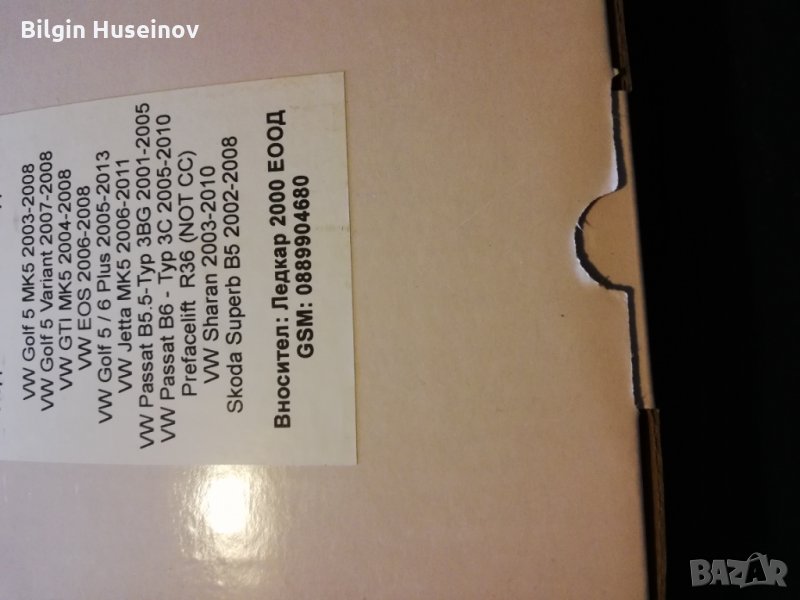 Bilgin Huseinov
VW Golf 5 MK5 2003-2008
VW Golf 5 Variant 2007-2008
VW GTI MK5 2004-2008
VW EOS 2006-2008
VW Golf 5 / 6 Plus 2005-2013
VW Jetta MK5 2006-2011
VW Passat B5.5-Typ 3BG 2001-2005
VW Passat B6 - Typ 3C 2005-2010
Prefacelift R36 (NOT CC)
VW Sharan 2003-2010
Skoda Superb B5 2002-2008
Вносител: Ледкар 2000 ЕООД
GSM: 0889904680
BAZAR